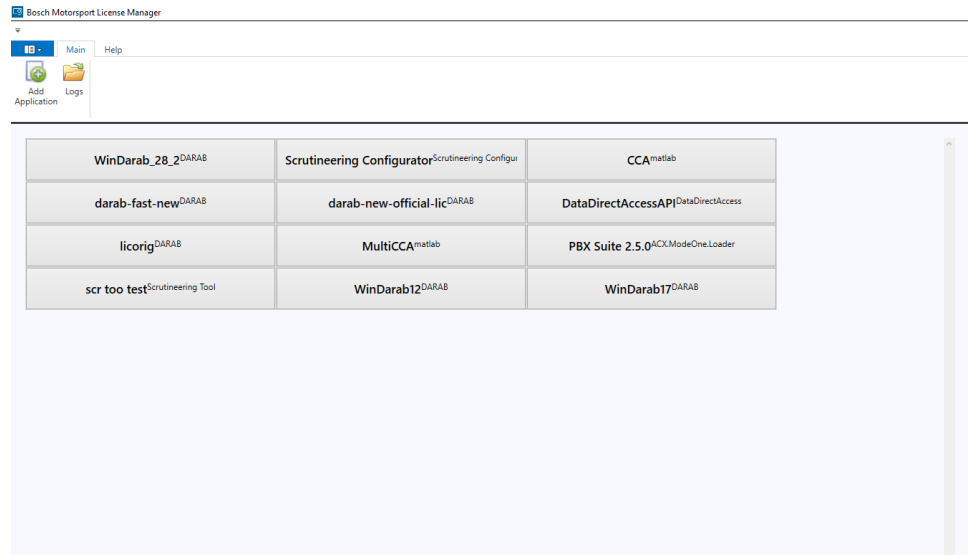 Bosch Motorsport License Manager
Main Help
Add Application Logs
WinDarab_28_2DARAB Scrutineering ConfiguratorScrutineering Configu CCAmatlab
darab-fast-newDARAB darab-new-official-licDARAB DataDirectAccessAPIDataDirectAccess
licorigDARAB MultiCCAmatlab PBX Suite 2.5.0ACX.ModeOne.Loader
scr too testScrutineering Tool WinDarab12DARAB WinDarab17DARAB